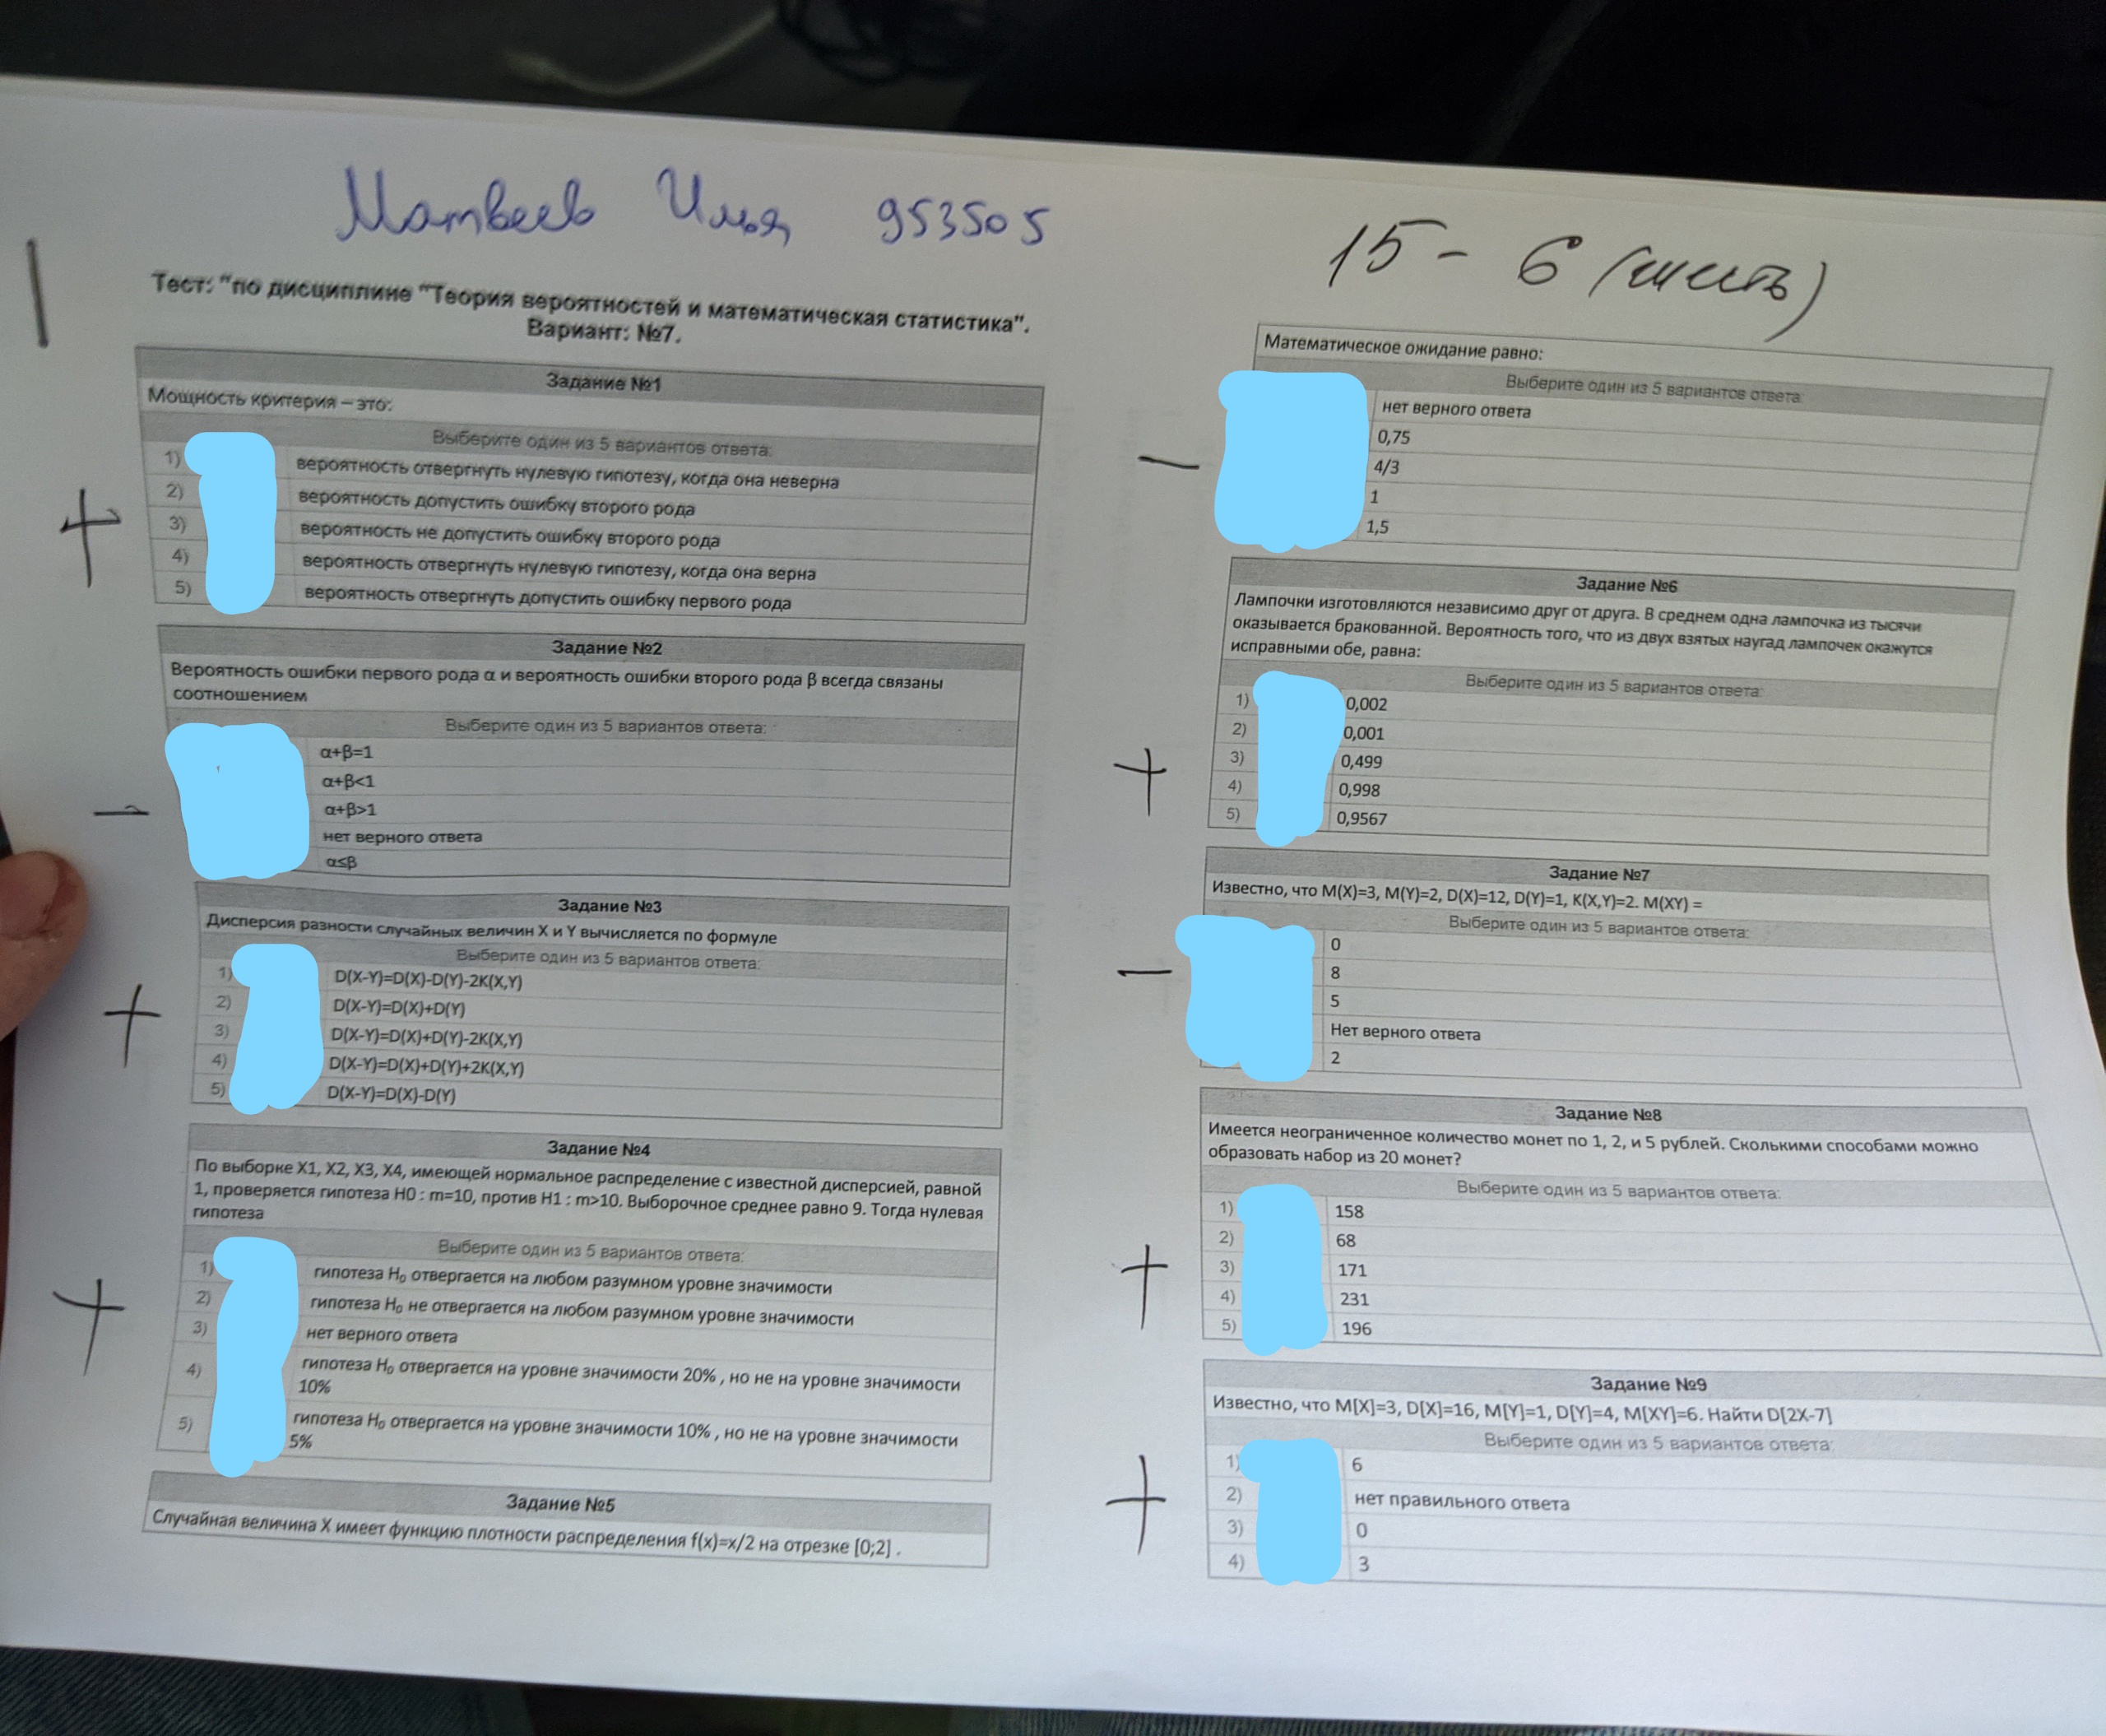 Матвеев Илья 953505
15 - 6 (шесть)
Тест: "по дисциплине "Теория вероятностей и математическая статистика".
Вариант: №7.
Задание №1
Мощность критерия – это:
Выберите один из 5 вариантов ответа:
1) вероятность отвергнуть нулевую гипотезу, когда она неверна
2) вероятность допустить ошибку второго рода
3) вероятность не допустить ошибку второго рода
4) вероятность отвергнуть нулевую гипотезу, когда она верна
5) вероятность отвергнуть допустить ошибку первого рода
+
Задание №2
Вероятность ошибки первого рода α и вероятность ошибки второго рода β всегда связаны
соотношением
Выберите один из 5 вариантов ответа:
α+β=1
α+β<1
α+β>1
нет верного ответа
α≤β
–
Задание №3
Дисперсия разности случайных величин X и Y вычисляется по формуле
Выберите один из 5 вариантов ответа:
1) D(X-Y)=D(X)-D(Y)-2K(X,Y)
2) D(X-Y)=D(X)+D(Y)
3) D(X-Y)=D(X)+D(Y)-2K(X,Y)
4) D(X-Y)=D(X)+D(Y)+2K(X,Y)
5) D(X-Y)=D(X)-D(Y)
+
Задание №4
По выборке X1, X2, X3, X4, имеющей нормальное распределение с известной дисперсией, равной
1, проверяется гипотеза H0 : m=10, против H1 : m>10. Выборочное среднее равно 9. Тогда нулевая
гипотеза
Выберите один из 5 вариантов ответа:
1) гипотеза H₀ отвергается на любом разумном уровне значимости
2) гипотеза H₀ не отвергается на любом разумном уровне значимости
3) нет верного ответа
4) гипотеза H₀ отвергается на уровне значимости 20% , но не на уровне значимости
10%
5) гипотеза H₀ отвергается на уровне значимости 10% , но не на уровне значимости
5%
+
Задание №5
Случайная величина X имеет функцию плотности распределения f(x)=x/2 на отрезке [0;2] .
Математическое ожидание равно:
Выберите один из 5 вариантов ответа:
нет верного ответа
0,75
4/3
1
1,5
–
Задание №6
Лампочки изготовляются независимо друг от друга. В среднем одна лампочка из тысячи
оказывается бракованной. Вероятность того, что из двух взятых наугад лампочек окажутся
исправными обе, равна:
Выберите один из 5 вариантов ответа:
1) 0,002
2) 0,001
3) 0,499
4) 0,998
5) 0,9567
+
Задание №7
Известно, что M(X)=3, M(Y)=2, D(X)=12, D(Y)=1, K(X,Y)=2. M(XY) =
Выберите один из 5 вариантов ответа:
0
8
5
Нет верного ответа
2
–
Задание №8
Имеется неограниченное количество монет по 1, 2, и 5 рублей. Сколькими способами можно
образовать набор из 20 монет?
Выберите один из 5 вариантов ответа:
1) 158
2) 68
3) 171
4) 231
5) 196
+
Задание №9
Известно, что M[X]=3, D[X]=16, M[Y]=1, D[Y]=4, M[XY]=6. Найти D[2X-7]
Выберите один из 5 вариантов ответа:
1) 6
2) нет правильного ответа
3) 0
4) 3
+